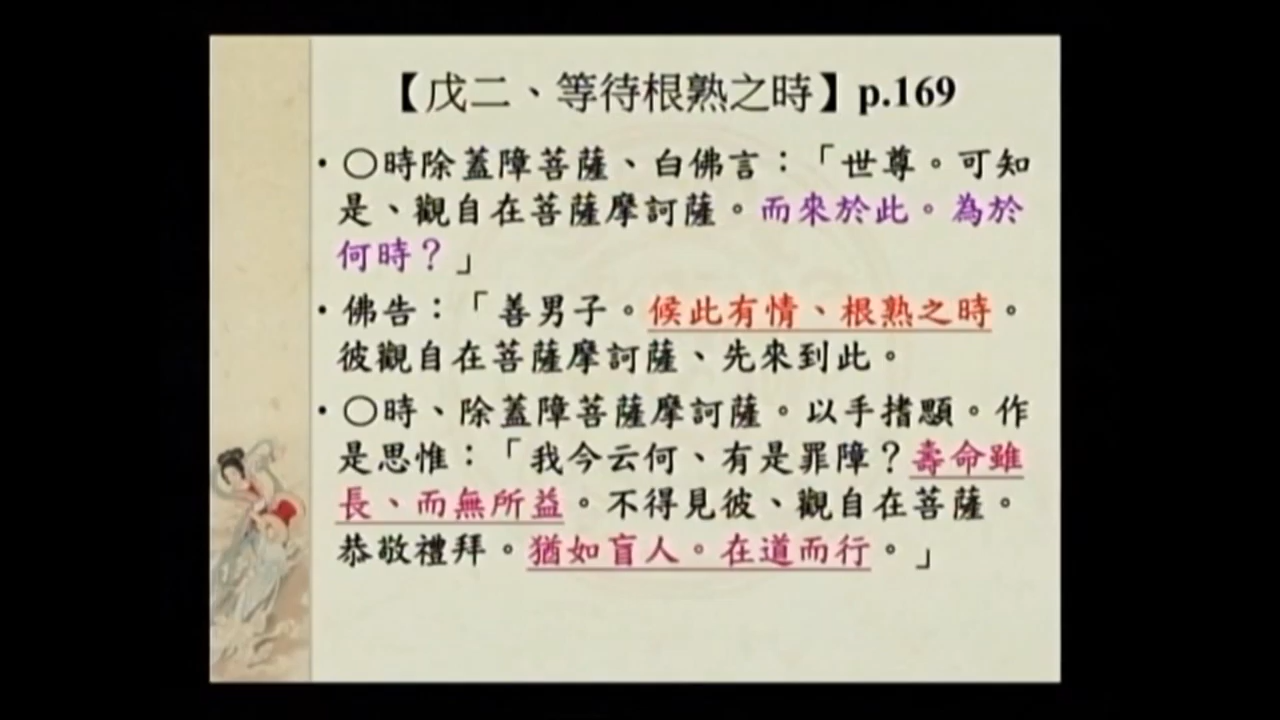 【戊二、等待根熟之時】p.169
•○時除蓋障菩薩、白佛言：「世尊。可知
是、觀自在菩薩摩訶薩。而來於此。為於
何時？」
•佛告：「善男子。候此有情、根熟之時。
彼觀自在菩薩摩訶薩、先來到此。
•○時、除蓋障菩薩摩訶薩。以手揩顋。作
是思惟：「我今云何、有是罪障？壽命雖
長、而無所益。不得見彼、觀自在菩薩。
恭敬禮拜。猶如盲人。在道而行。」